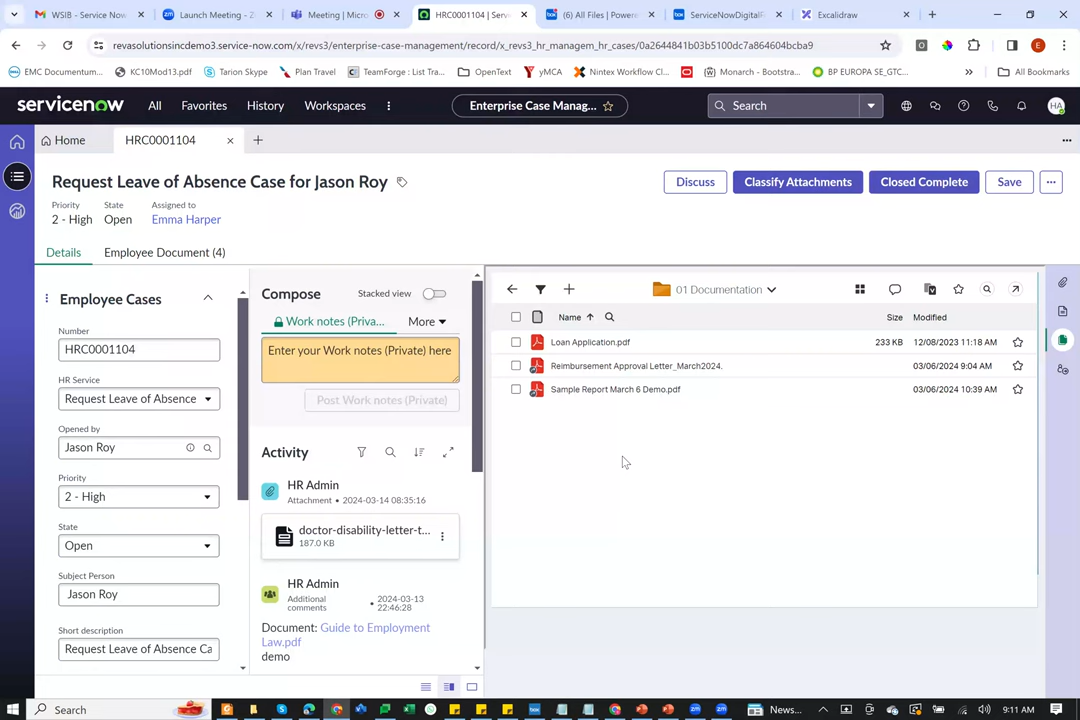 WSIB - Service Now
Launch Meeting - Z
Meeting | Micro
HRC0001104 | Serv
(6) All Files | Powere
ServiceNowDigitalFi
Excalidraw
revasolutionsincdemo3.service-now.com/x/revs3/enterprise-case-management/record/x_revs3_hr_managem_hr_cases/0a2644841b03b5100dc7a864604bcba9
EMC Documentum...
KC10Mod13.pdf
Tarion Skype
Plan Travel
TeamForge : List Tra...
OpenText
yMCA
Nintex Workflow Cl...
Monarch - Bootstra...
BP EUROPA SE_GTC...
All Bookmarks
servicenow
All
Favorites
History
Workspaces
Enterprise Case Manag...
Search
HA
Home
HRC0001104
Request Leave of Absence Case for Jason Roy
Discuss
Classify Attachments
Closed Complete
Save
Priority
State
Assigned to
2 - High
Open
Emma Harper
Details
Employee Document (4)
Employee Cases
Number
HRC0001104
HR Service
Request Leave of Absence
Opened by
Jason Roy
Priority
2 - High
State
Open
Subject Person
Jason Roy
Short description
Request Leave of Absence Ca
Compose
Stacked view
Work notes (Priva...
More
Enter your Work notes (Private) here
Post Work notes (Private)
Activity
HR Admin
Attachment • 2024-03-14 08:35:16
doctor-disability-letter-t...
187.0 KB
HR Admin
Additional comments • 2024-03-13 22:46:28
Document: Guide to Employment
Law.pdf
demo
01 Documentation
Name
Size
Modified
Loan Application.pdf
233 KB
12/08/2023 11:18 AM
Reimbursement Approval Letter_March2024.
03/06/2024 9:04 AM
Sample Report March 6 Demo.pdf
03/06/2024 10:39 AM
Search
News...
9:11 AM